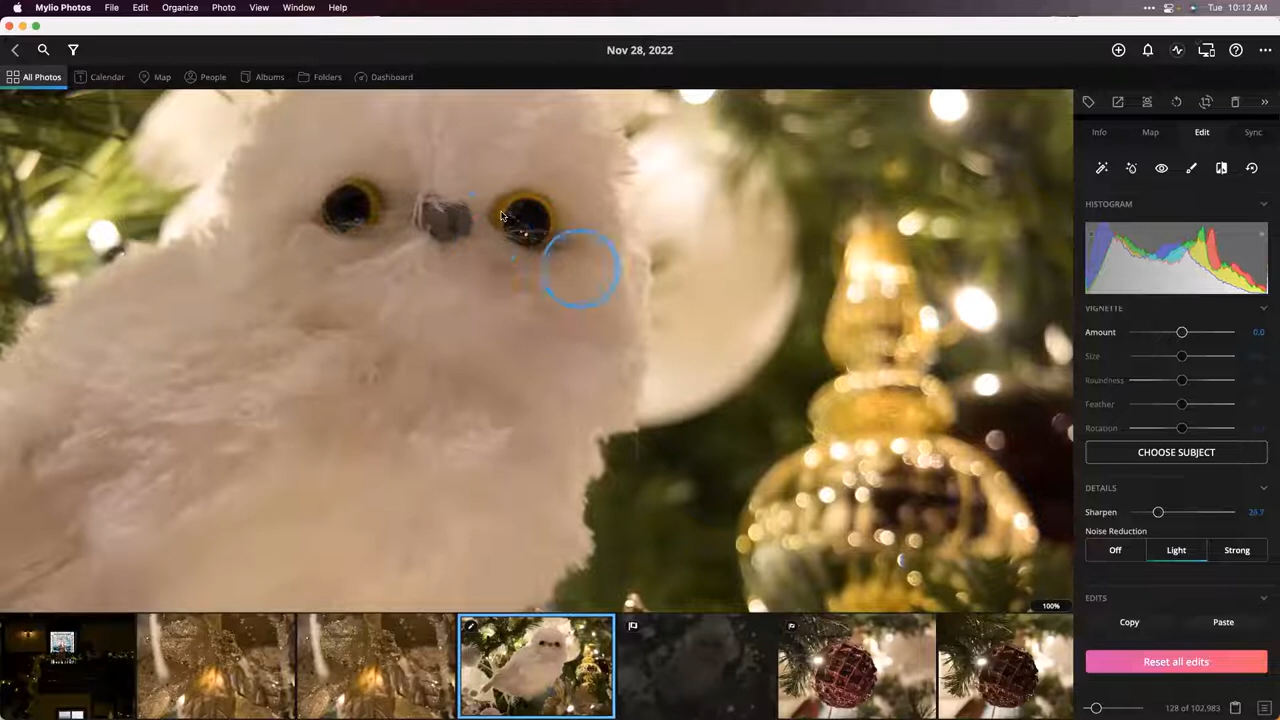 Mylio Photos File Edit Organize Photo View Window Help Tue 10:12 AM
Nov 28, 2022
All Photos Calendar Map People Albums Folders Dashboard
Info Map Edit Sync
HISTOGRAM
VIGNETTE
Amount 0.0
Size
Roundness
Feather
Rotation
CHOOSE SUBJECT
DETAILS
Sharpen 26.7
Noise Reduction
Off Light Strong
100%
EDITS
Copy Paste
Reset all edits
128 of 102,983